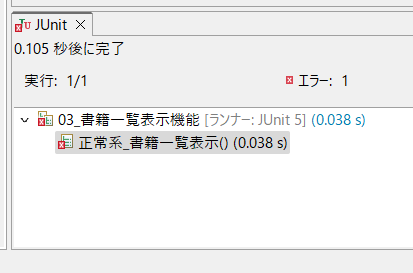 JUnit ×
0.105 秒後に完了
実行: 1/1 エラー: 1
03_書籍一覧表示機能 [ランナー: JUnit 5] (0.038 s)
正常系_書籍一覧表示() (0.038 s)